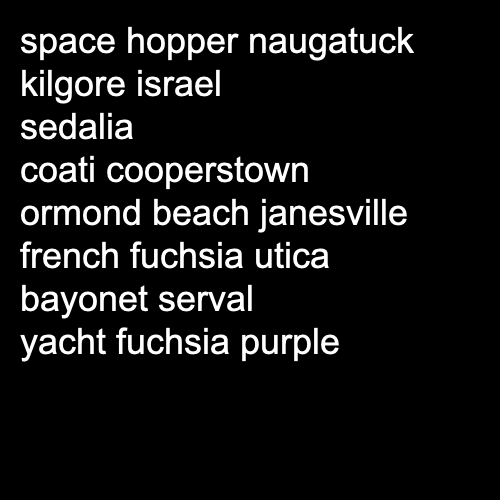 space hopper naugatuck
kilgore israel
sedalia
coati cooperstown
ormond beach janesville
french fuchsia utica
bayonet serval
yacht fuchsia purple